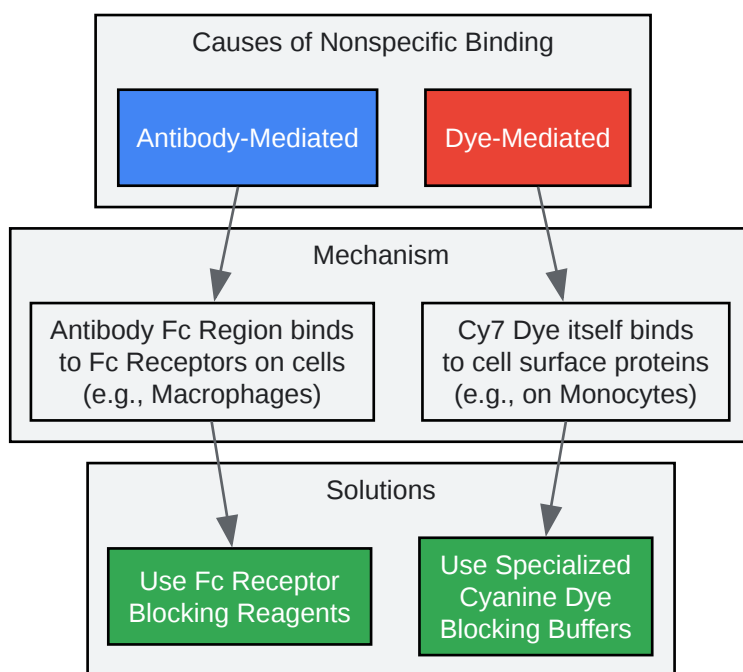 Causes of Nonspecific Binding
Antibody-Mediated
Dye-Mediated
Mechanism
Antibody Fc Region binds
to Fc Receptors on cells
(e.g., Macrophages)
Cy7 Dye itself binds
to cell surface proteins
(e.g., on Monocytes)
Solutions
Use Fc Receptor
Blocking Reagents
Use Specialized
Cyanine Dye
Blocking Buffers